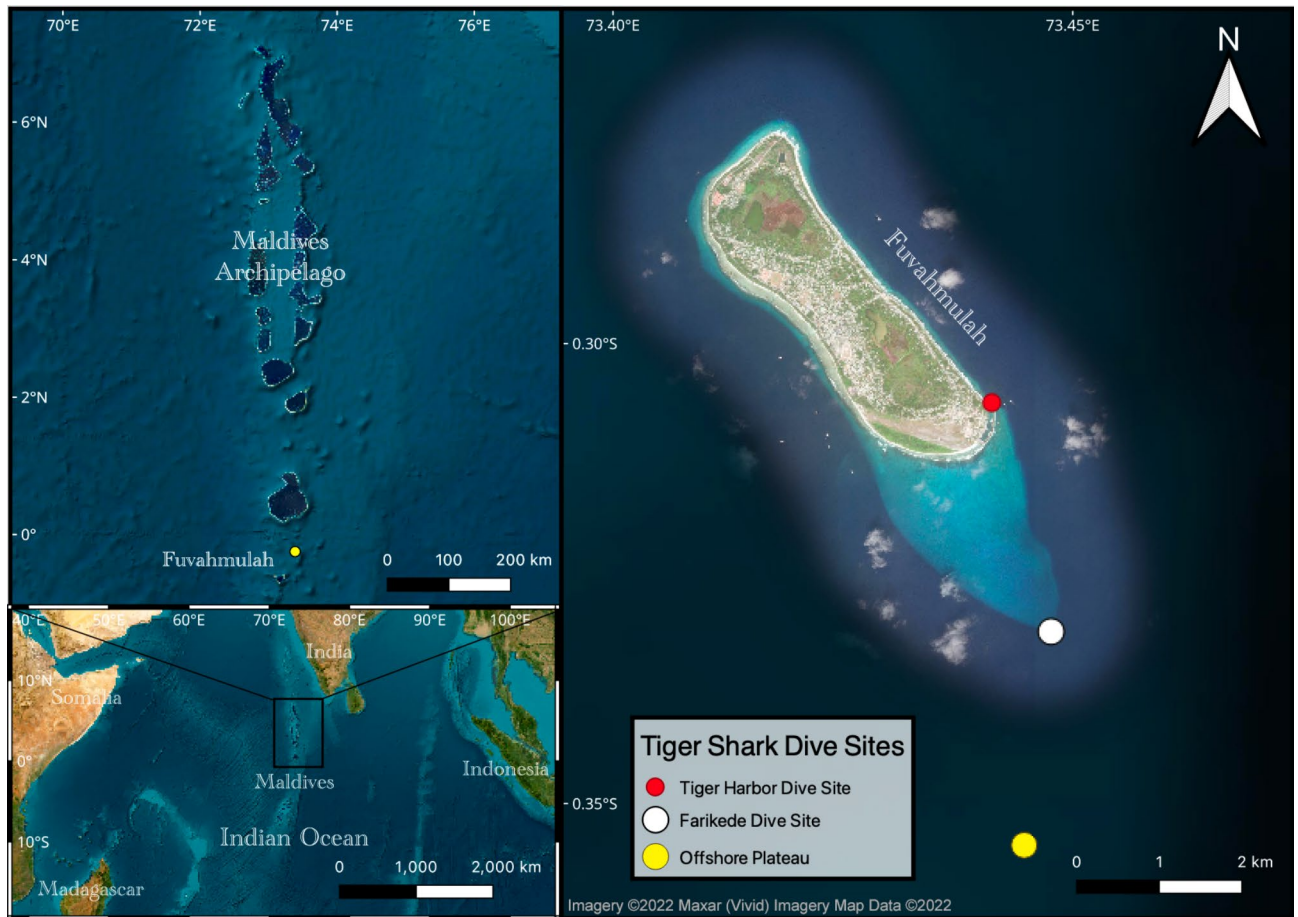 70°E
72°E
74°E
76°E
6°N
4°N
2°N
0°
Maldives
Archipelago
Fuvahmulah
0 100 200 km
40°E
50°E
60°E
70°E
80°E
90°E
100°E
10°N
0°
10°S
India
Somalia
Maldives
Indonesia
Indian Ocean
Madagascar
0 1,000 2,000 km
73.40°E
73.45°E
N
0.30°S
0.35°S
Fuvahmulah
Tiger Shark Dive Sites
Tiger Harbor Dive Site
Farikede Dive Site
Offshore Plateau
0 1 2 km
Imagery ©2022 Maxar (Vivid) Imagery Map Data ©2022